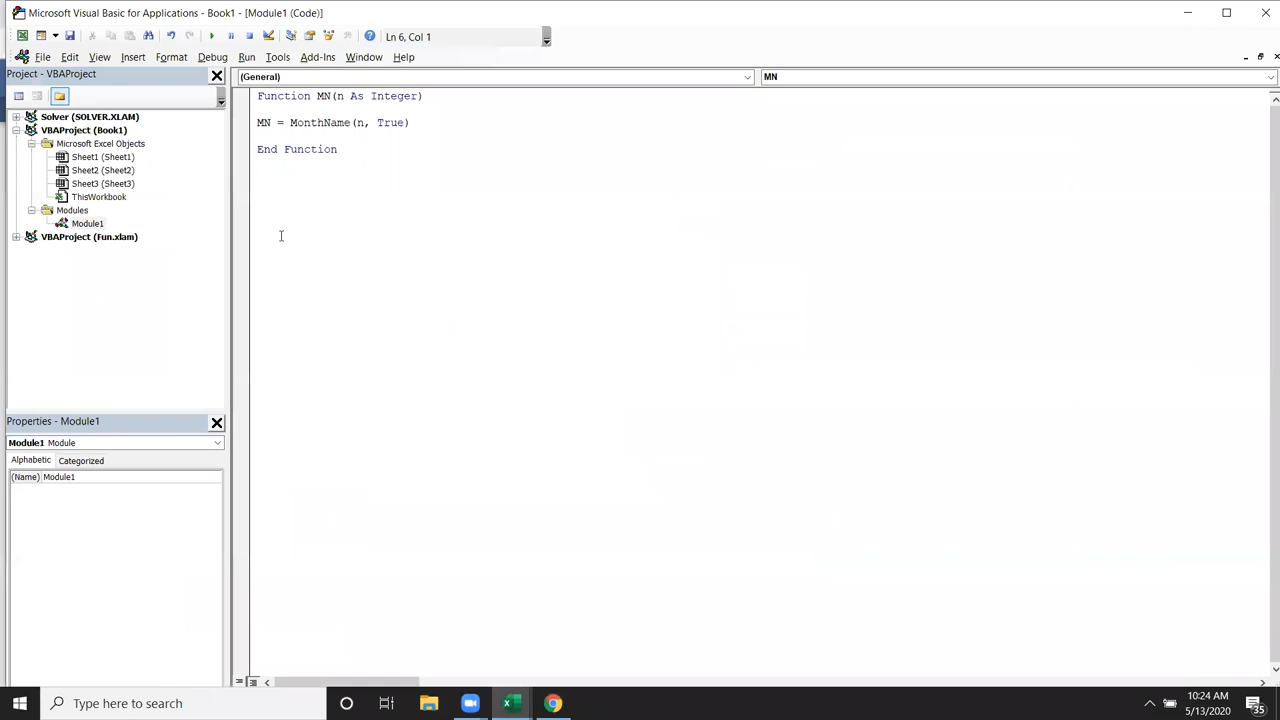 Microsoft Visual Basic for Applications - Book1 - [Module1 (Code)]
Ln 6, Col 1
File Edit View Insert Format Debug Run Tools Add-Ins Window Help
Project - VBAProject
(General) MN
Solver (SOLVER.XLAM)
VBAProject (Book1)
Microsoft Excel Objects
Sheet1 (Sheet1)
Sheet2 (Sheet2)
Sheet3 (Sheet3)
ThisWorkbook
Modules
Module1
VBAProject (Fun.xlam)
Function MN(n As Integer)
MN = MonthName(n, True)
End Function
Properties - Module1
Module1 Module
Alphabetic Categorized
(Name) Module1
Type here to search
10:24 AM
5/13/2020
35